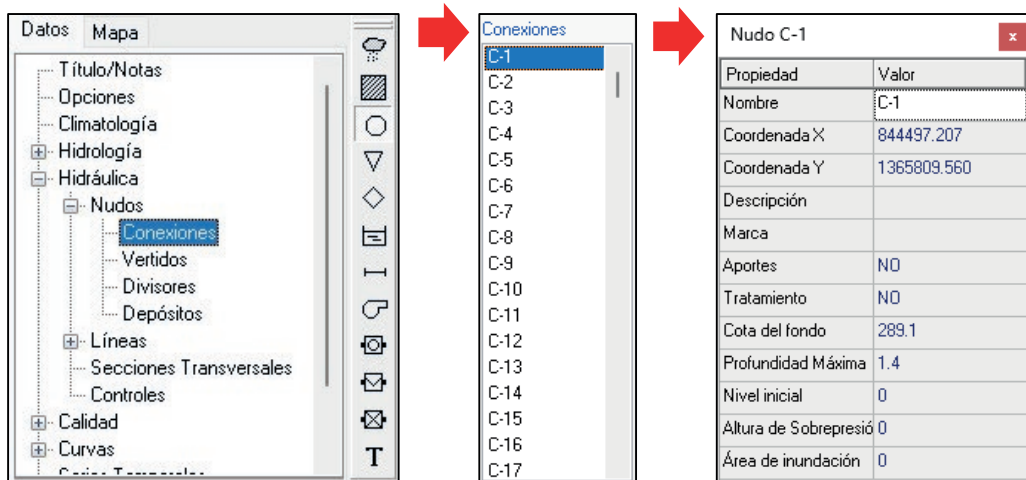 Datos Mapa
Título/Notas
Opciones
Climatología
Hidrología
Hidráulica
Nudos
Conexiones
Vertidos
Divisores
Depósitos
Líneas
Secciones Transversales
Controles
Calidad
Curvas
T
Conexiones
C-1
C-2
C-3
C-4
C-5
C-6
C-7
C-8
C-9
C-10
C-11
C-12
C-13
C-14
C-15
C-16
C-17
Nudo C-1 x
Propiedad Valor
Nombre C-1
Coordenada X 844497.207
Coordenada Y 1365809.560
Descripción
Marca
Aportes NO
Tratamiento NO
Cota del fondo 289.1
Profundidad Máxima 1.4
Nivel inicial 0
Altura de Sobrepresió 0
Área de inundación 0